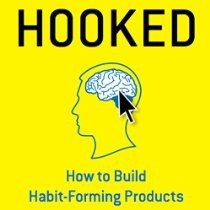 HOOKED
How to Build
Habit-Forming Products